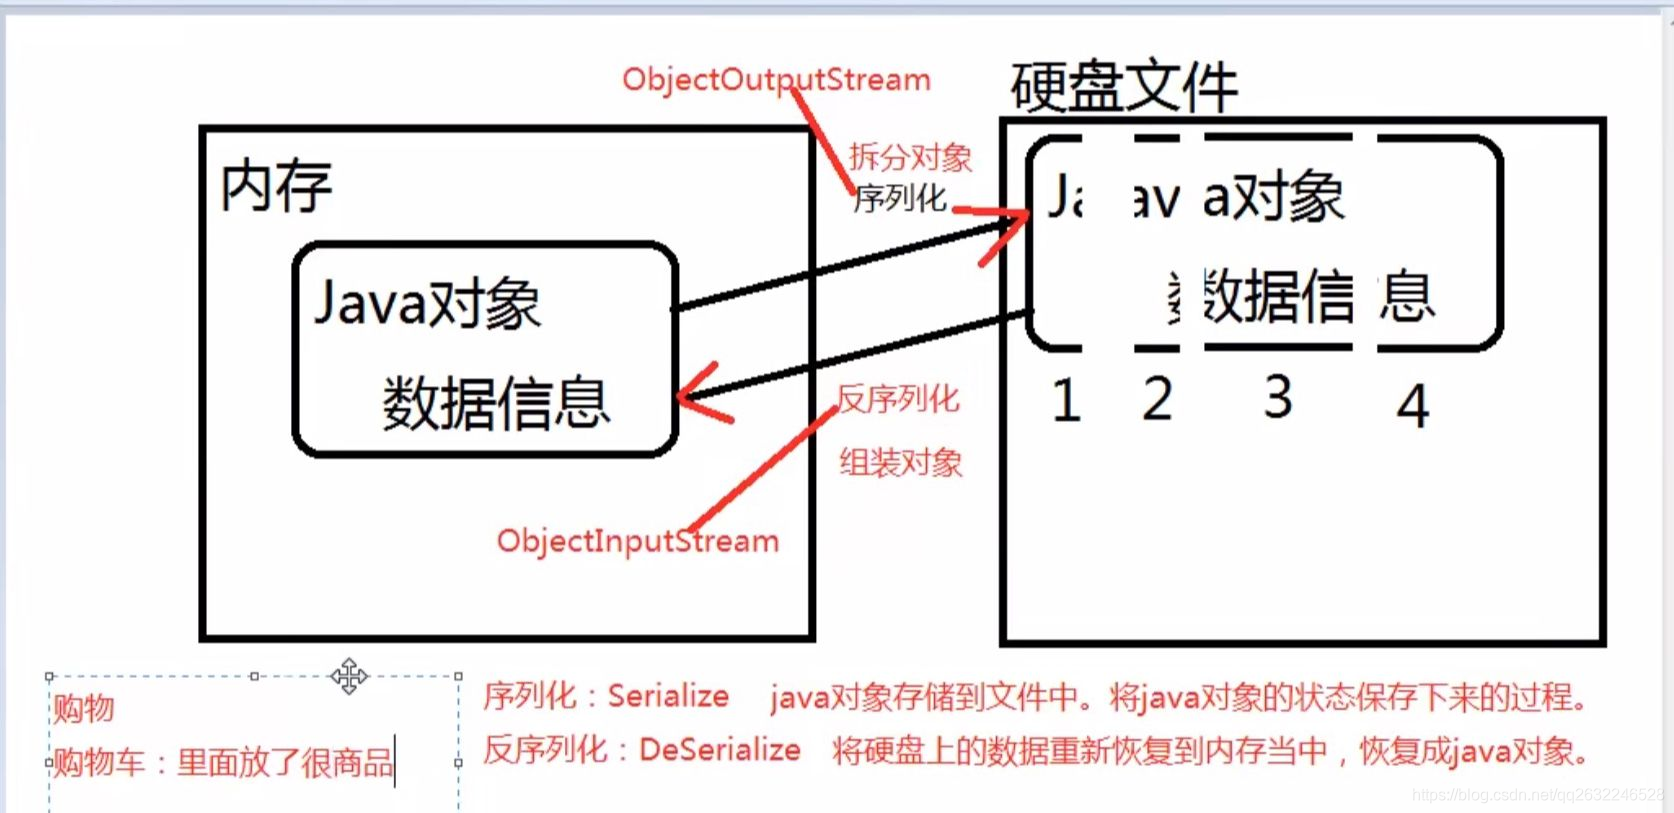 ObjectOutputStream
硬盘文件
拆分对象
序列化
内存
Java对象
数据信息
Ja
av
a对象
数据信
息
1 2 3 4
反序列化
组装对象
ObjectInputStream
购物
购物车：里面放了很商品
序列化：Serialize java对象存储到文件中。将java对象的状态保存下来的过程。
反序列化：DeSerialize 将硬盘上的数据重新恢复到内存当中，恢复成java对象。
https://blog.csdn.net/qq2632246528